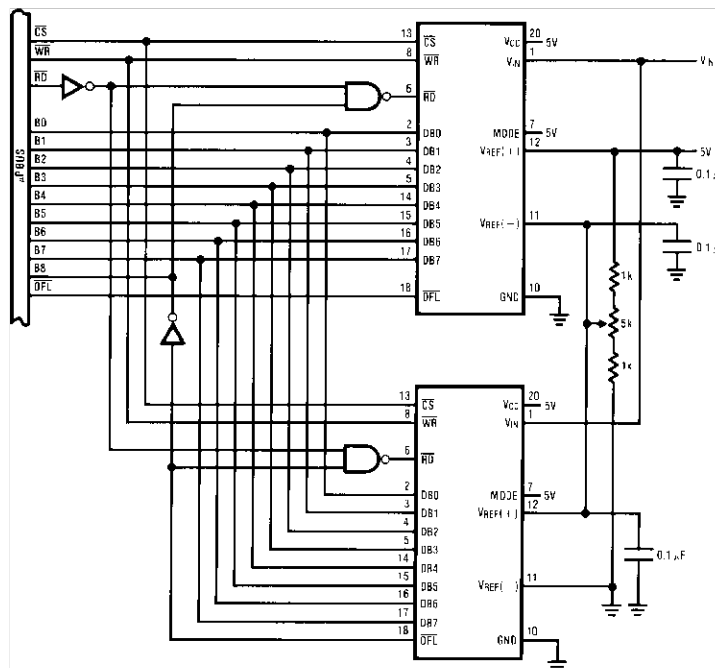 CS
WR
RD
µPBUS
B0
B1
B2
B3
B4
B5
B6
B7
B8
OFL
13 CS VCC 20 5V
8 WR VIN 1
6 RD
2 DB0 MODE 7 5V
3 DB1 VREF(+) 12 5V
4 DB2 0.1
5 DB3
14 DB4
15 DB5 VREF(−) 11
16 DB6 0.1
17 DB7
1k
18 OFL GND 10
5k
13 CS VCC 20 5V
8 WR VIN 1
6 RD
2 DB0 MODE 7 5V
3 DB1 VREF(+) 12
4 DB2
5 DB3
14 DB4 0.1 µF
15 DB5 VREF(−) 11
16 DB6
17 DB7
18 OFL GND 10